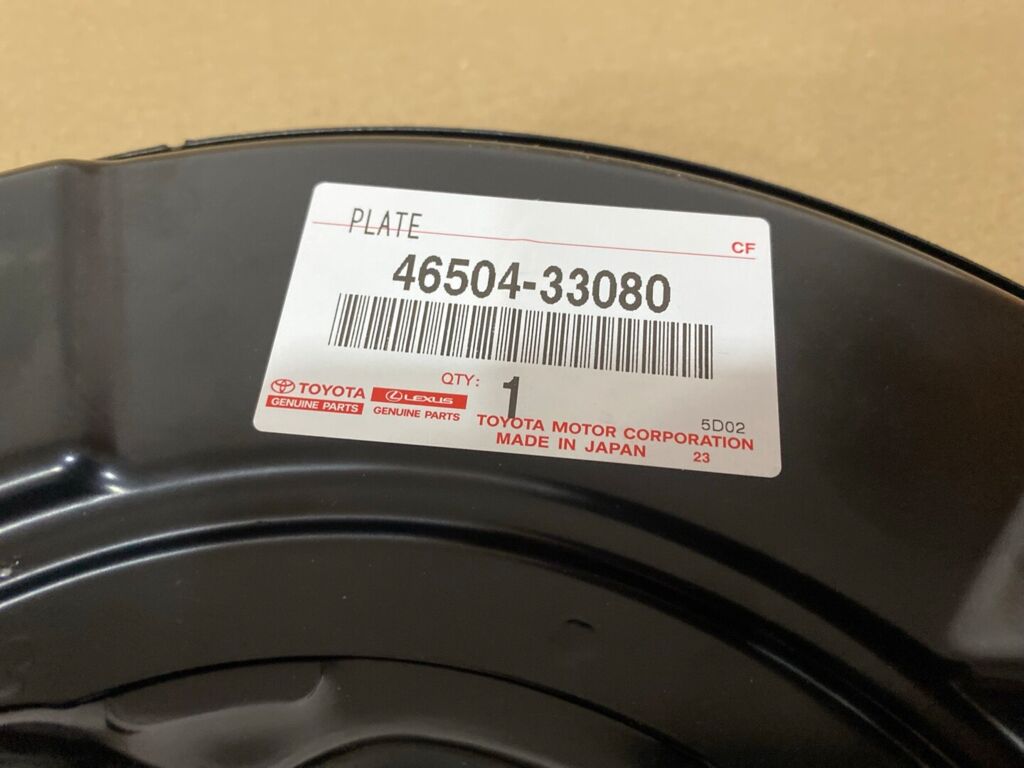 PLATE
CF
46504-33080
QTY: 1
TOYOTA
GENUINE PARTS
LEXUS
GENUINE PARTS
5D02
TOYOTA MOTOR CORPORATION
MADE IN JAPAN 23